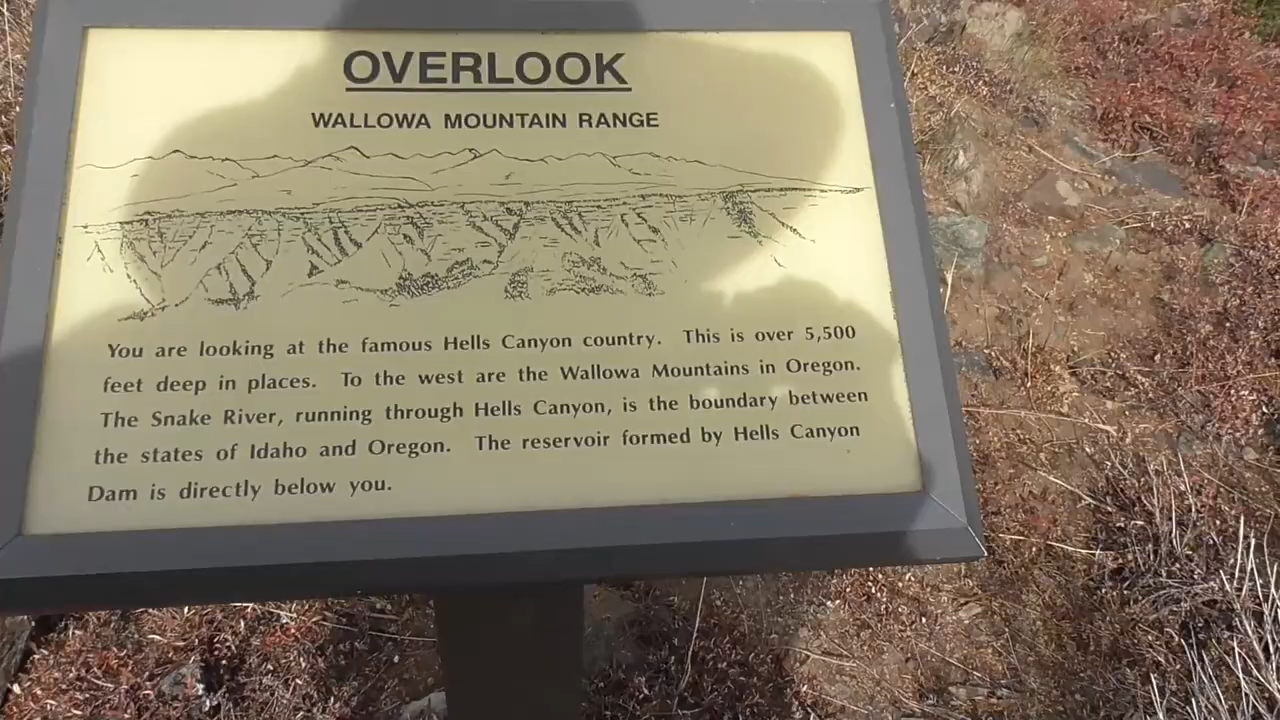 OVERLOOK
WALLOWA MOUNTAIN RANGE
You are looking at the famous Hells Canyon country. This is over 5,500
feet deep in places. To the west are the Wallowa Mountains in Oregon.
The Snake River, running through Hells Canyon, is the boundary between
the states of Idaho and Oregon. The reservoir formed by Hells Canyon
Dam is directly below you.